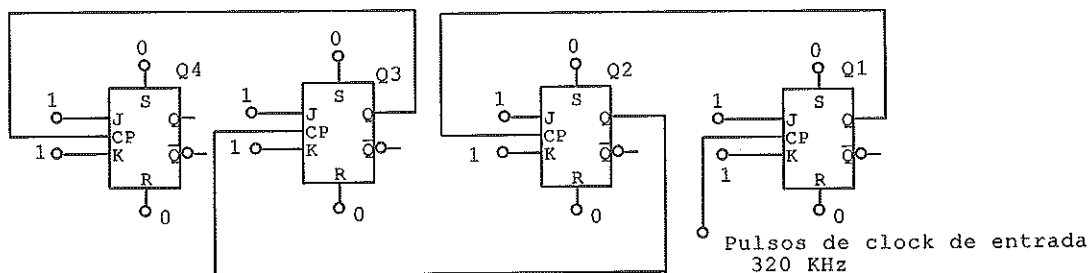 0 0 0 0
Q4 Q3 Q2 Q1
S S S S
1 J Q 1 J Q 1 J Q 1 J Q
CP CP CP CP
1 K Q̅ 1 K Q̅ 1 K Q̅ 1 K Q̅
R R R R
0 0 0 0
Pulsos de clock de entrada
320 KHz